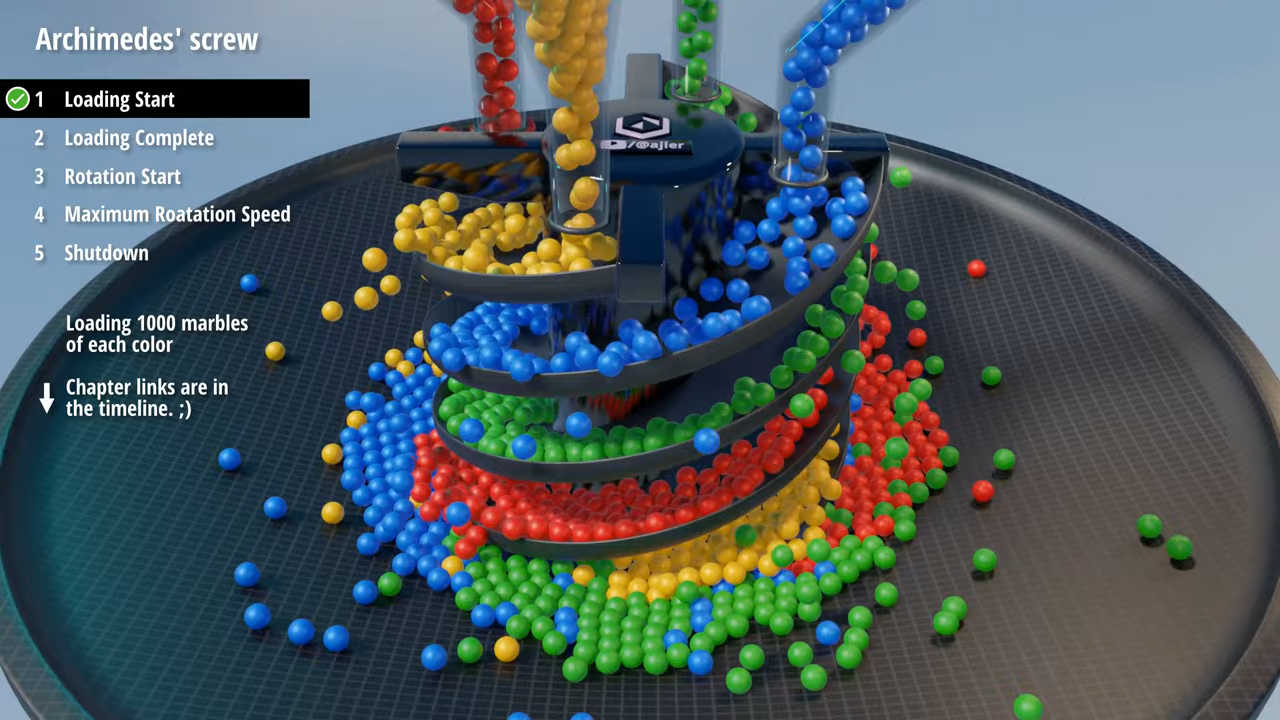 Archimedes' screw
1 Loading Start
2 Loading Complete
3 Rotation Start
4 Maximum Roatation Speed
5 Shutdown
Loading 1000 marbles
of each color
Chapter links are in
the timeline. ;)
/@ajier